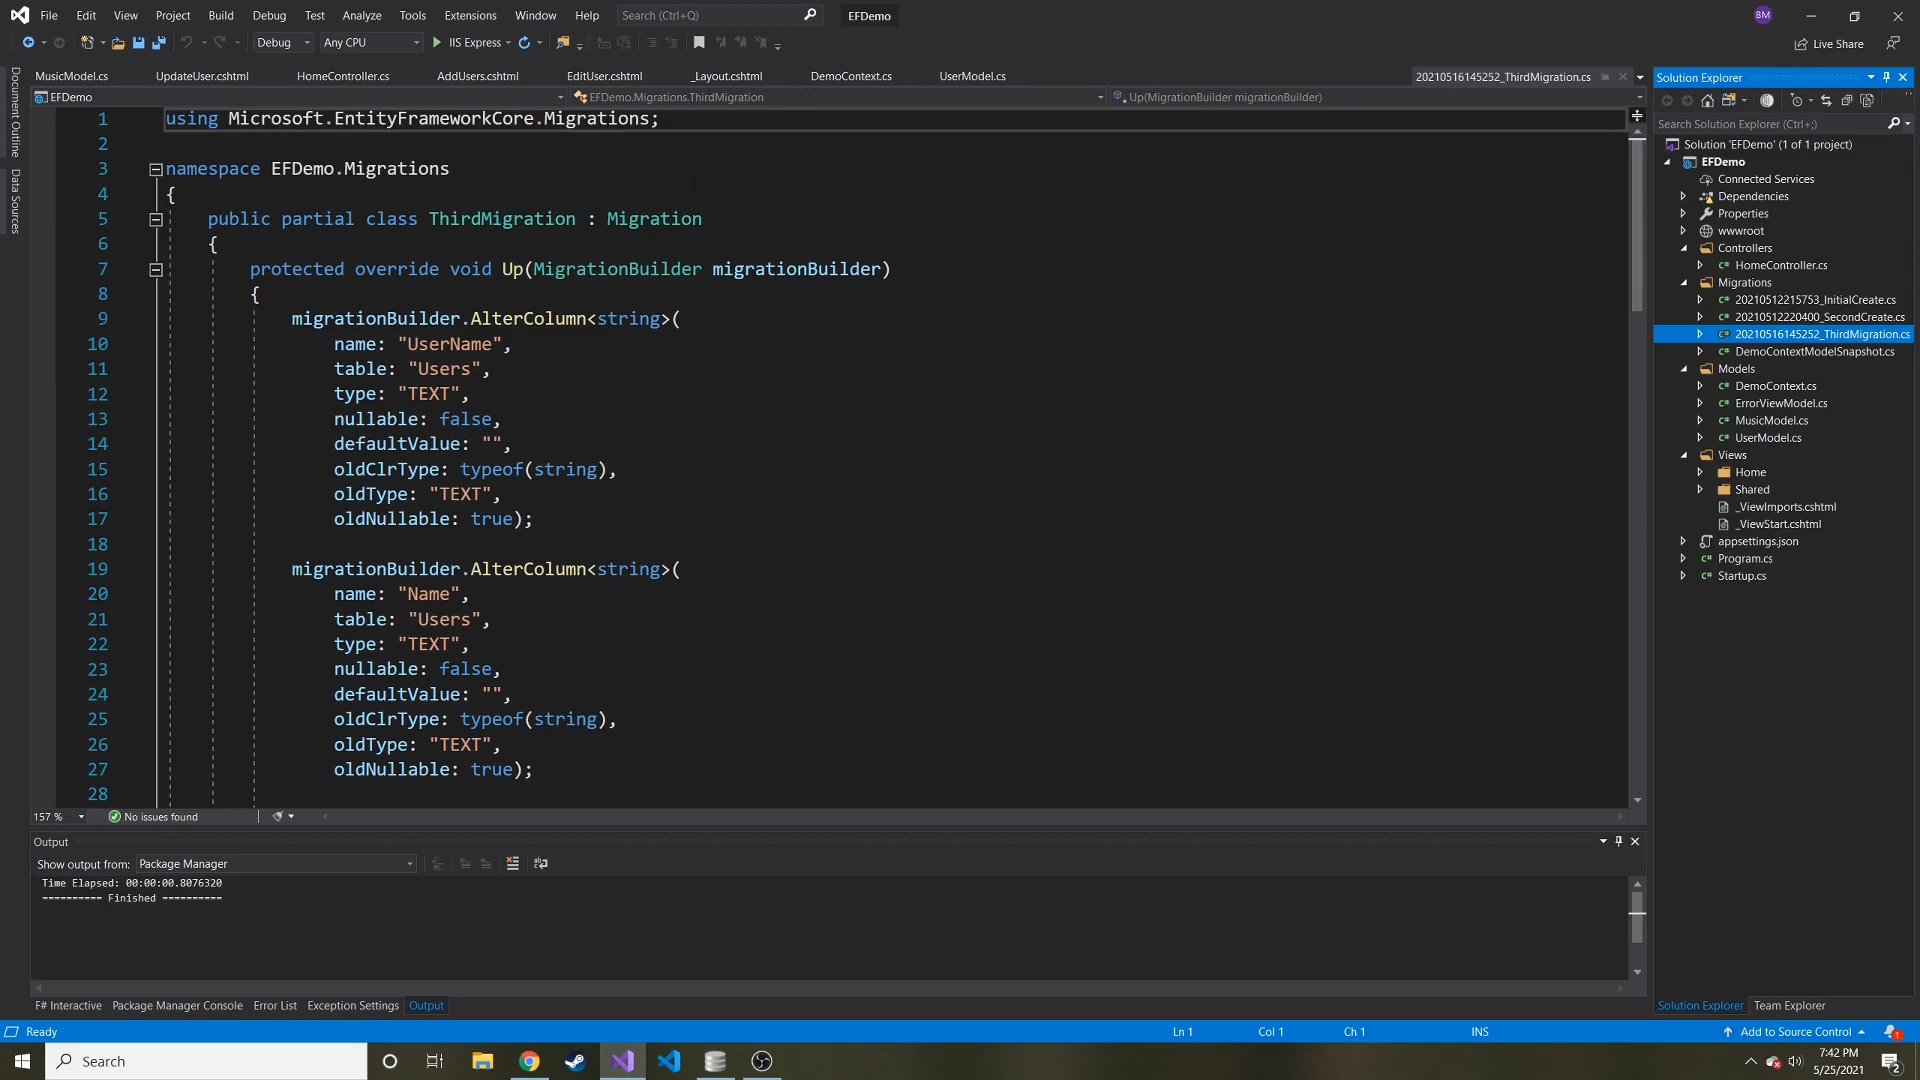 File Edit View Project Build Debug Test Analyze Tools Extensions Window Help Search (Ctrl+Q) EFDemo BM
Debug Any CPU IIS Express Live Share
MusicModel.cs UpdateUser.cshtml HomeController.cs AddUsers.cshtml EditUser.cshtml _Layout.cshtml DemoContext.cs UserModel.cs 20210516145252_ThirdMigration.cs
EFDemo EFDemo.Migrations.ThirdMigration Up(MigrationBuilder migrationBuilder)
Document Outline
Data Sources
1 using Microsoft.EntityFrameworkCore.Migrations;
2
3 namespace EFDemo.Migrations
4 {
5 public partial class ThirdMigration : Migration
6 {
7 protected override void Up(MigrationBuilder migrationBuilder)
8 {
9 migrationBuilder.AlterColumn<string>(
10 name: "UserName",
11 table: "Users",
12 type: "TEXT",
13 nullable: false,
14 defaultValue: "",
15 oldClrType: typeof(string),
16 oldType: "TEXT",
17 oldNullable: true);
18
19 migrationBuilder.AlterColumn<string>(
20 name: "Name",
21 table: "Users",
22 type: "TEXT",
23 nullable: false,
24 defaultValue: "",
25 oldClrType: typeof(string),
26 oldType: "TEXT",
27 oldNullable: true);
28
157 % No issues found
Output
Show output from: Package Manager
Time Elapsed: 00:00:00.8076320
---------- Finished ----------
F# Interactive Package Manager Console Error List Exception Settings Output
Solution Explorer
Search Solution Explorer (Ctrl+;)
Solution 'EFDemo' (1 of 1 project)
EFDemo
Connected Services
Dependencies
Properties
wwwroot
Controllers
C# HomeController.cs
Migrations
C# 20210512215753_InitialCreate.cs
C# 20210512220400_SecondCreate.cs
C# 20210516145252_ThirdMigration.cs
C# DemoContextModelSnapshot.cs
Models
C# DemoContext.cs
C# ErrorViewModel.cs
C# MusicModel.cs
C# UserModel.cs
Views
Home
Shared
_ViewImports.cshtml
_ViewStart.cshtml
appsettings.json
C# Program.cs
C# Startup.cs
Solution Explorer Team Explorer
Ready Ln 1 Col 1 Ch 1 INS Add to Source Control 1
Search 7:42 PM
5/25/2021 2